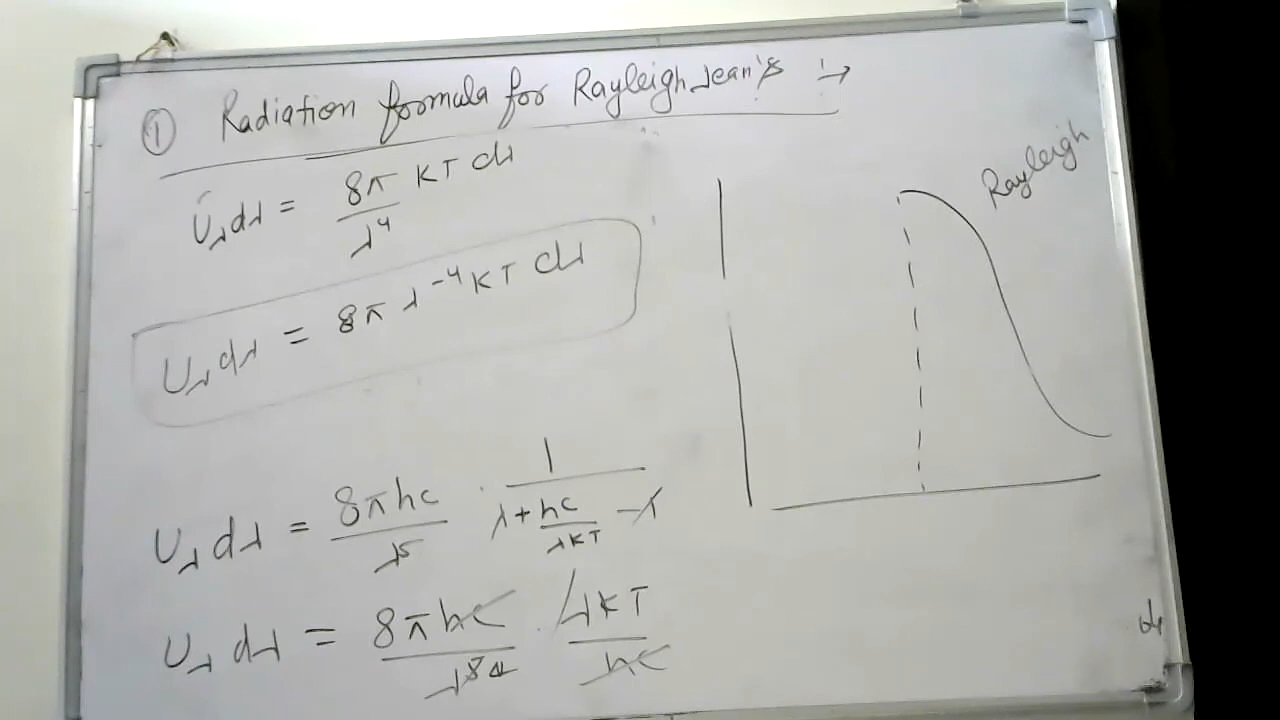 ① Radiation formula for Rayleigh Jean's :→
Uλdλ = 8π/λ⁴ KT dλ
Uλdλ = 8π λ⁻⁴ KT dλ
Uλdλ = 8πhc/λ⁵ · 1/(1+hc/λKT −1)
Uλdλ = 8πhc/λ⁵⁴ · λKT/hc
Rayleigh